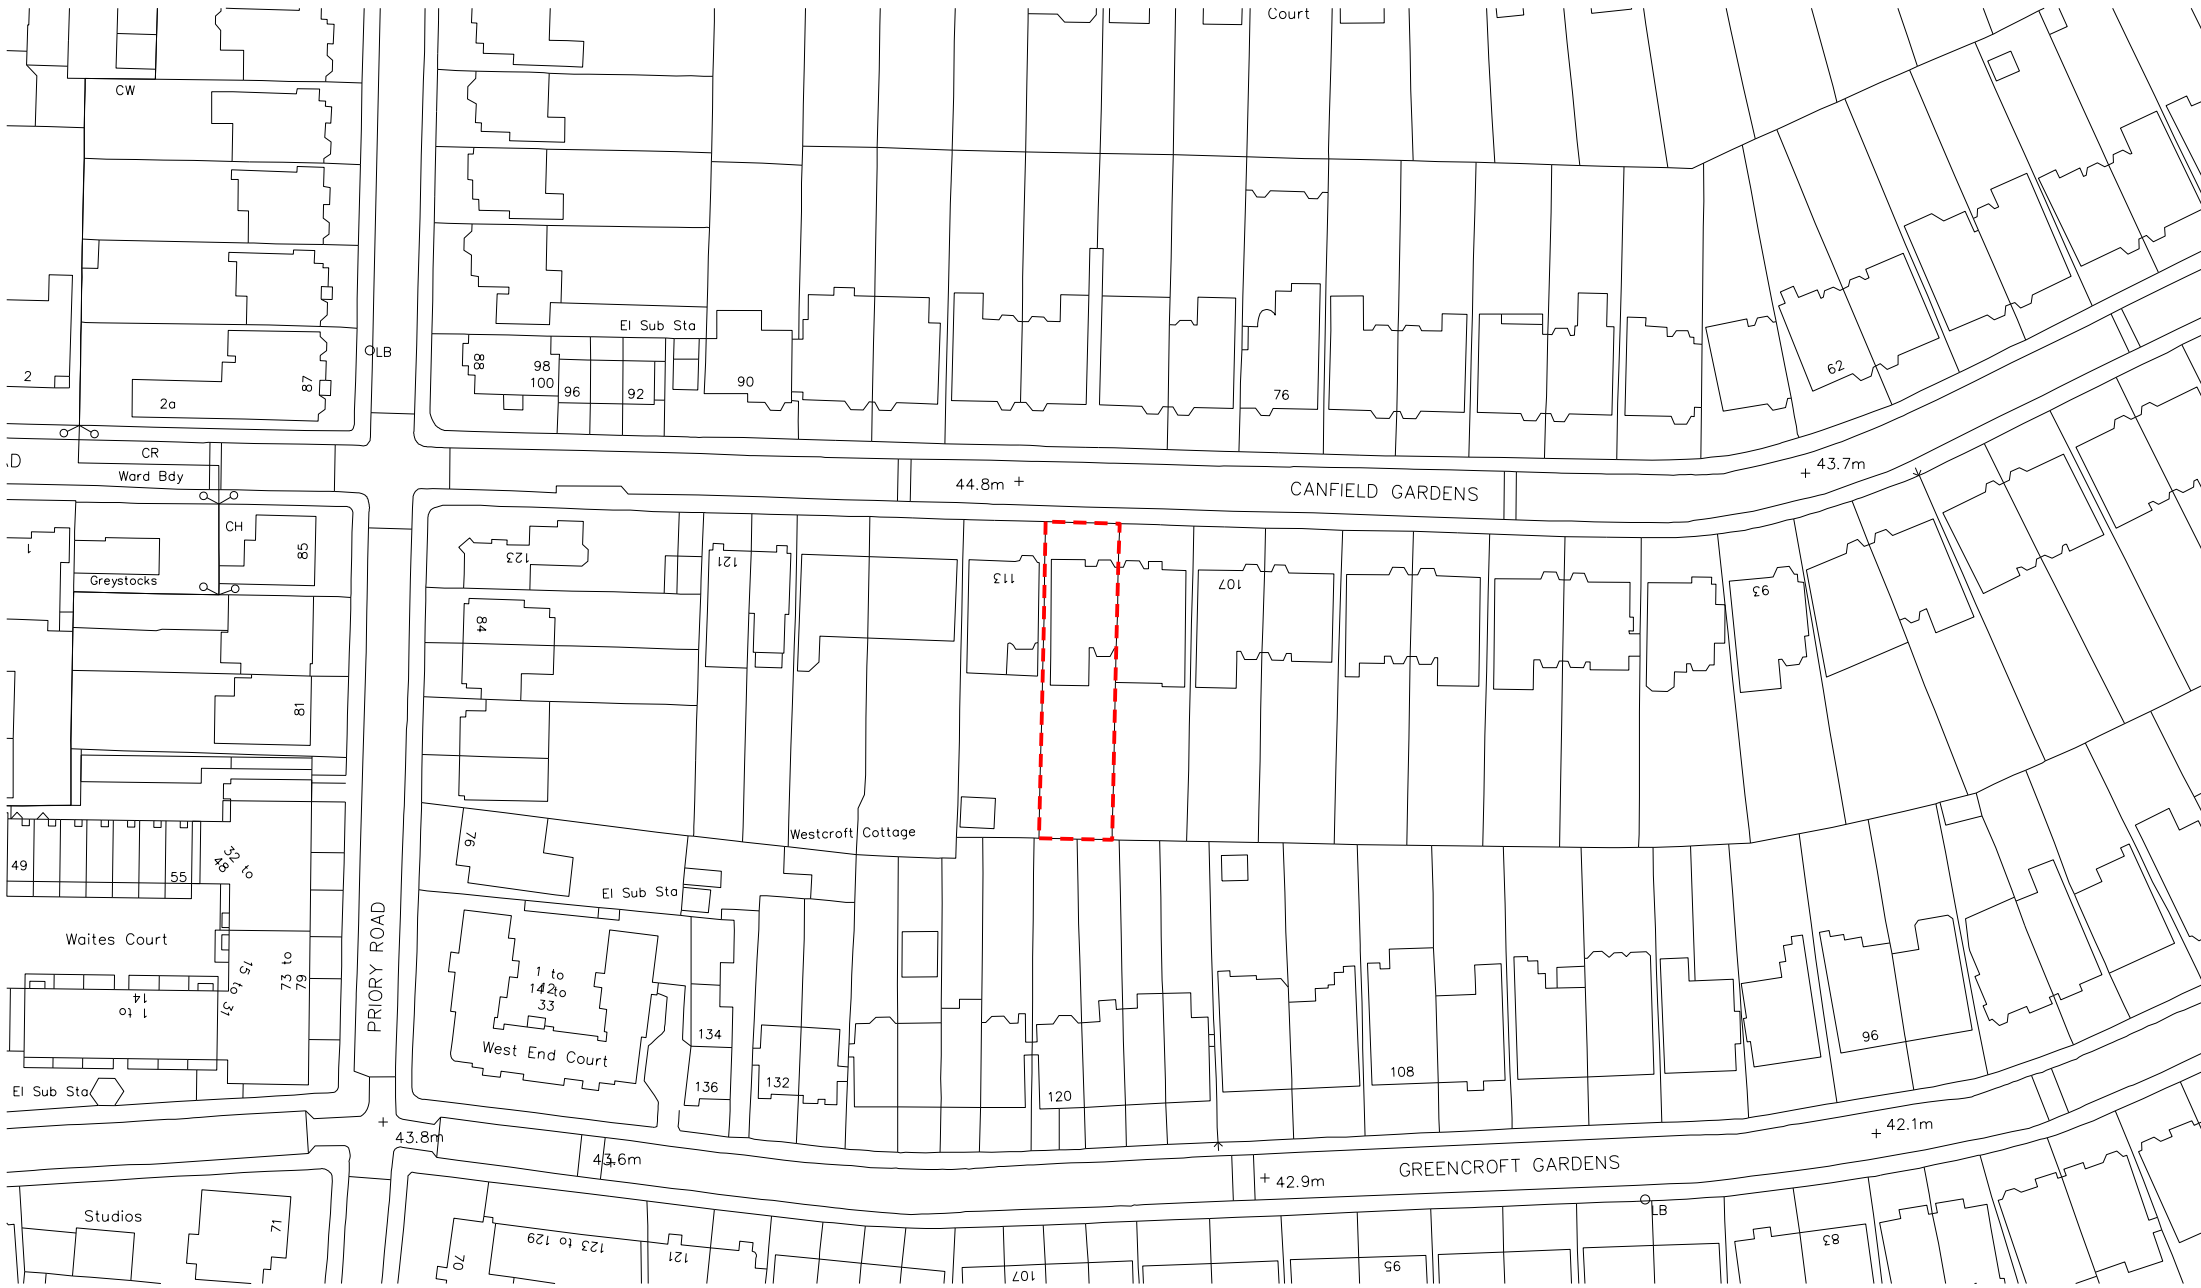 Court
CW
El Sub Sta
LB
88
98
100
96
92
90
76
62
2
87
2a
CR
Ward Bdy
43.7m
44.8m
CANFIELD GARDENS
CH
85
1
Greystocks
123
121
113
107
93
84
81
Westcroft Cottage
76
49
55
32 to
48
El Sub Sta
Waites Court
PRIORY ROAD
73 to
79
15 to 31
1 to
14
1 to
33
West End Court
134
136
132
120
108
96
El Sub Sta
43.8m
43.6m
42.1m
GREENCROFT GARDENS
42.9m
LB
Studios
71
70
123 to 129
121
107
95
83